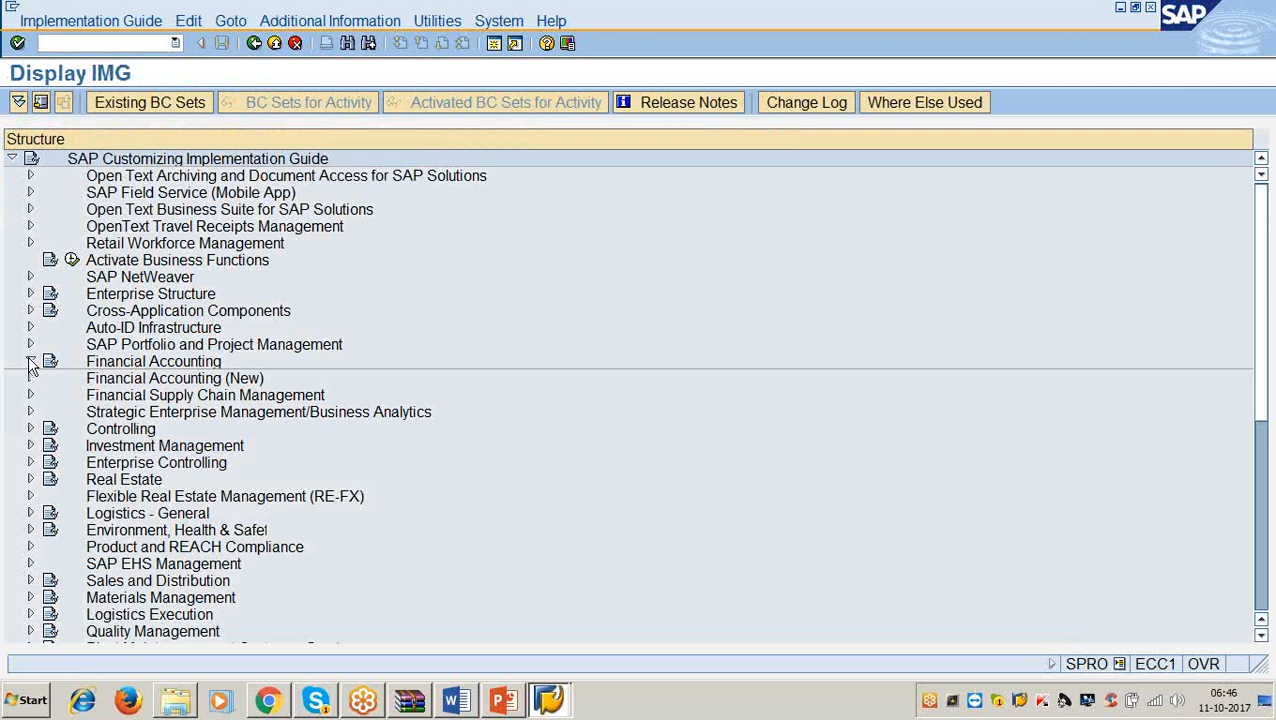 Implementation Guide Edit Goto Additional Information Utilities System Help
SAP
Display IMG
Existing BC Sets BC Sets for Activity Activated BC Sets for Activity Release Notes Change Log Where Else Used
Structure
SAP Customizing Implementation Guide
Open Text Archiving and Document Access for SAP Solutions
SAP Field Service (Mobile App)
Open Text Business Suite for SAP Solutions
OpenText Travel Receipts Management
Retail Workforce Management
Activate Business Functions
SAP NetWeaver
Enterprise Structure
Cross-Application Components
Auto-ID Infrastructure
SAP Portfolio and Project Management
Financial Accounting
Financial Accounting (New)
Financial Supply Chain Management
Strategic Enterprise Management/Business Analytics
Controlling
Investment Management
Enterprise Controlling
Real Estate
Flexible Real Estate Management (RE-FX)
Logistics - General
Environment, Health & Safet
Product and REACH Compliance
SAP EHS Management
Sales and Distribution
Materials Management
Logistics Execution
Quality Management
SPRO ECC1 OVR
Start 06:46
11-10-2017